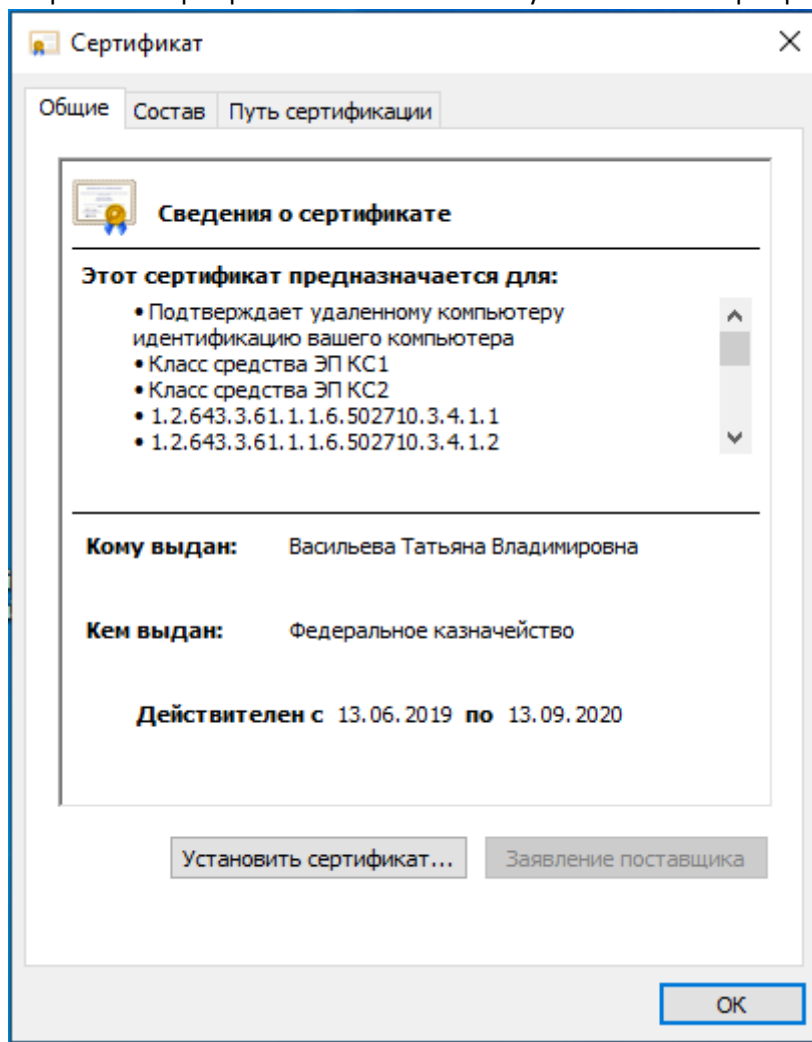 Сертификат
Общие Состав Путь сертификации
Сведения о сертификате
Этот сертификат предназначается для:
• Подтверждает удаленному компьютеру
идентификацию вашего компьютера
• Класс средства ЭП КС1
• Класс средства ЭП КС2
• 1.2.643.3.61.1.1.6.502710.3.4.1.1
• 1.2.643.3.61.1.1.6.502710.3.4.1.2
Кому выдан: Васильева Татьяна Владимировна
Кем выдан: Федеральное казначейство
Действителен с 13.06.2019 по 13.09.2020
Установить сертификат... Заявление поставщика
ОК